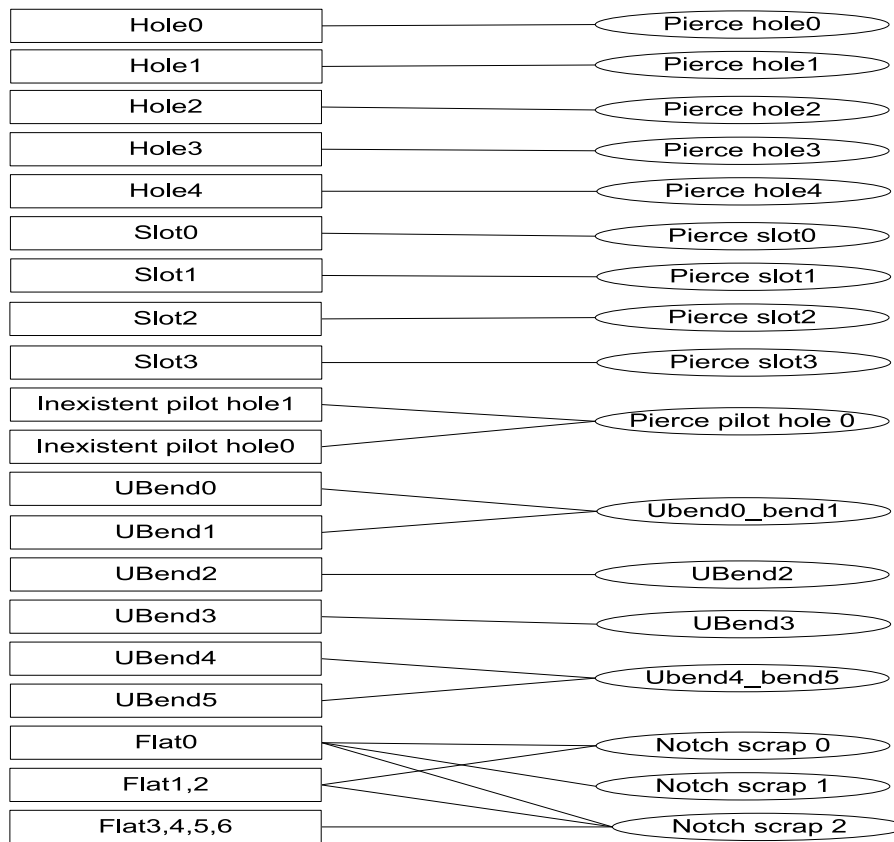 Hole0
Pierce hole0
Hole1
Pierce hole1
Hole2
Pierce hole2
Hole3
Pierce hole3
Hole4
Pierce hole4
Slot0
Pierce slot0
Slot1
Pierce slot1
Slot2
Pierce slot2
Slot3
Pierce slot3
Inexistent pilot hole1
Pierce pilot hole 0
Inexistent pilot hole0
UBend0
Ubend0_bend1
UBend1
UBend2
UBend2
UBend3
UBend3
UBend4
Ubend4_bend5
UBend5
Flat0
Notch scrap 0
Flat1,2
Notch scrap 1
Flat3,4,5,6
Notch scrap 2